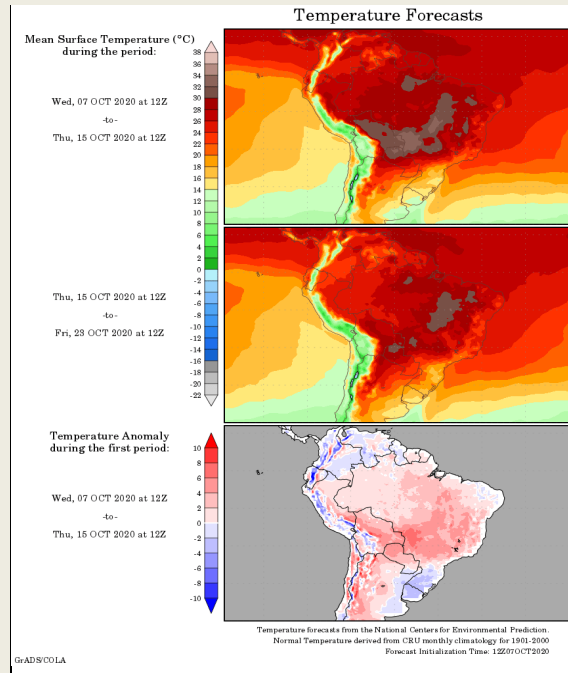 Temperature Forecasts
Mean Surface Temperature (°C)
during the period:
Wed, 07 OCT 2020 at 12Z
-to-
Thu, 15 OCT 2020 at 12Z
38
36
34
32
30
28
26
24
22
20
18
16
14
12
10
8
6
4
2
0
-2
-4
-6
-8
-10
-12
-14
-16
-18
-20
-22
Thu, 15 OCT 2020 at 12Z
-to-
Fri, 23 OCT 2020 at 12Z
Temperature Anomaly
during the first period:
Wed, 07 OCT 2020 at 12Z
-to-
Thu, 15 OCT 2020 at 12Z
10
8
6
4
2
0
-2
-4
-6
-8
-10
Temperature forecasts from the National Centers for Environmental Prediction.
Normal Temperature derived from CRU monthly climatology for 1901-2000
Forecast Initialization Time: 12Z07OCT2020
GrADS/COLA